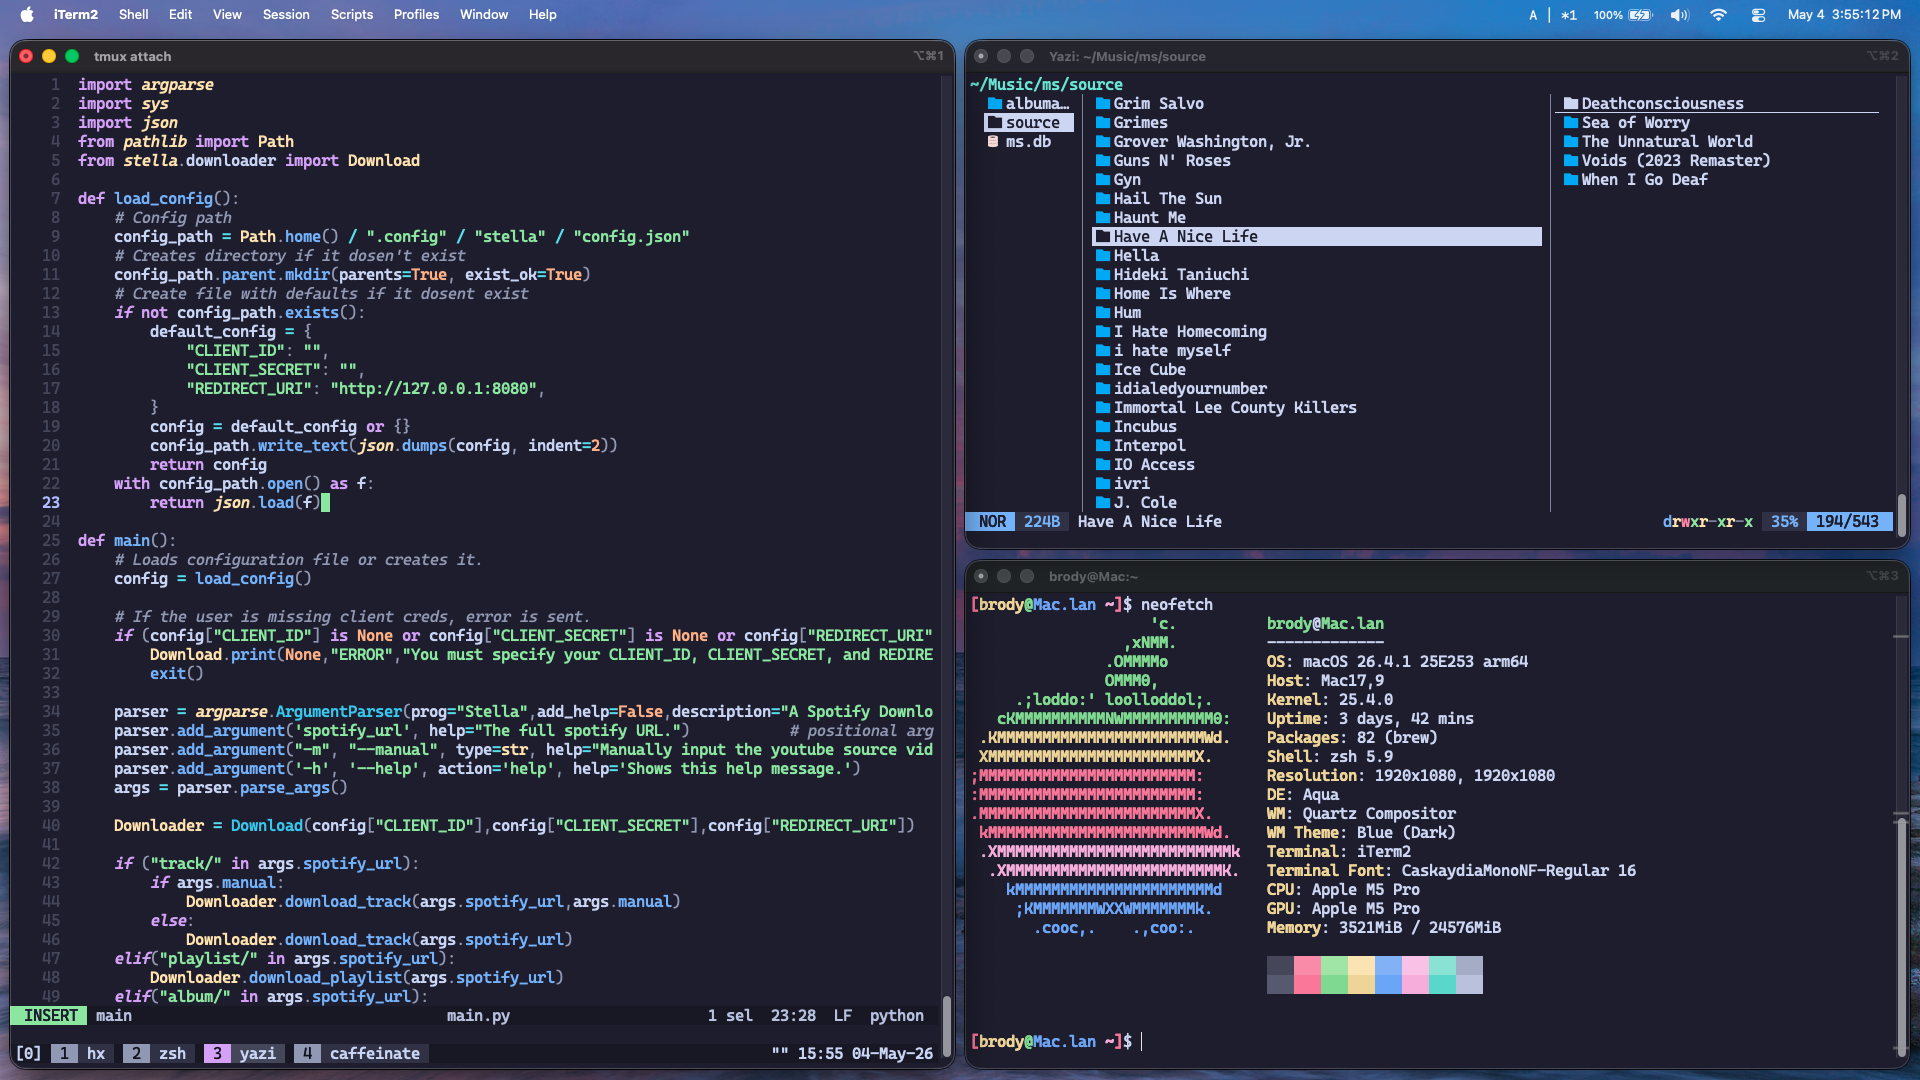 iTerm2 Shell Edit View Session Scripts Profiles Window Help
A *1 100% May 4 3:55:12 PM
tmux attach ⌥⌘1
1 import argparse
2 import sys
3 import json
4 from pathlib import Path
5 from stella.downloader import Download
6
7 def load_config():
8     # Config path
9     config_path = Path.home() / ".config" / "stella" / "config.json"
10     # Creates directory if it dosen't exist
11     config_path.parent.mkdir(parents=True, exist_ok=True)
12     # Create file with defaults if it dosent exist
13     if not config_path.exists():
14         default_config = {
15             "CLIENT_ID": "",
16             "CLIENT_SECRET": "",
17             "REDIRECT_URI": "http://127.0.0.1:8080",
18         }
19         config = default_config or {}
20         config_path.write_text(json.dumps(config, indent=2))
21         return config
22     with config_path.open() as f:
23         return json.load(f)
24
25 def main():
26     # Loads configuration file or creates it.
27     config = load_config()
28
29     # If the user is missing client creds, error is sent.
30     if (config["CLIENT_ID"] is None or config["CLIENT_SECRET"] is None or config["REDIRECT_URI"
31         Download.print(None,"ERROR","You must specify your CLIENT_ID, CLIENT_SECRET, and REDIRE
32         exit()
33
34     parser = argparse.ArgumentParser(prog="Stella",add_help=False,description="A Spotify Downlo
35     parser.add_argument('spotify_url', help="The full spotify URL.")           # positional arg
36     parser.add_argument("-m", "--manual", type=str, help="Manually input the youtube source vid
37     parser.add_argument('-h', '--help', action='help', help='Shows this help message.')
38     args = parser.parse_args()
39
40     Downloader = Download(config["CLIENT_ID"],config["CLIENT_SECRET"],config["REDIRECT_URI"])
41
42     if ("track/" in args.spotify_url):
43         if args.manual:
44             Downloader.download_track(args.spotify_url,args.manual)
45         else:
46             Downloader.download_track(args.spotify_url)
47     elif("playlist/" in args.spotify_url):
48         Downloader.download_playlist(args.spotify_url)
49     elif("album/" in args.spotify_url):
INSERT main main.py 1 sel 23:28 LF python
[0] 1 hx 2 zsh 3 yazi 4 caffeinate "" 15:55 04-May-26
Yazi: ~/Music/ms/source ⌥⌘2
~/Music/ms/source
albuma…
source
ms.db
Grim Salvo
Grimes
Grover Washington, Jr.
Guns N' Roses
Gyn
Hail The Sun
Haunt Me
Have A Nice Life
Hella
Hideki Taniuchi
Home Is Where
Hum
I Hate Homecoming
i hate myself
Ice Cube
idialedyournumber
Immortal Lee County Killers
Incubus
Interpol
IO Access
ivri
J. Cole
Deathconsciousness
Sea of Worry
The Unnatural World
Voids (2023 Remaster)
When I Go Deaf
NOR 224B Have A Nice Life drwxr-xr-x 35% 194/543
brody@Mac:~ ⌥⌘3
[brody@Mac.lan ~]$ neofetch
                    'c.
                 ,xNMM.
               .OMMMMo
               OMMM0,
     .;loddo:' loolloddol;.
   cKMMMMMMMMMMNWMMMMMMMMMM0:
 .KMMMMMMMMMMMMMMMMMMMMMMMWd.
 XMMMMMMMMMMMMMMMMMMMMMMMX.
;MMMMMMMMMMMMMMMMMMMMMMMM:
:MMMMMMMMMMMMMMMMMMMMMMMM:
.MMMMMMMMMMMMMMMMMMMMMMMMX.
 kMMMMMMMMMMMMMMMMMMMMMMMMWd.
 .XMMMMMMMMMMMMMMMMMMMMMMMMMMk
  .XMMMMMMMMMMMMMMMMMMMMMMMMK.
    kMMMMMMMMMMMMMMMMMMMMMMd
     ;KMMMMMMMWXXWMMMMMMMk.
       .cooc,.    .,coo:.
brody@Mac.lan
-------------
OS: macOS 26.4.1 25E253 arm64
Host: Mac17,9
Kernel: 25.4.0
Uptime: 3 days, 42 mins
Packages: 82 (brew)
Shell: zsh 5.9
Resolution: 1920x1080, 1920x1080
DE: Aqua
WM: Quartz Compositor
WM Theme: Blue (Dark)
Terminal: iTerm2
Terminal Font: CaskaydiaMonoNF-Regular 16
CPU: Apple M5 Pro
GPU: Apple M5 Pro
Memory: 3521MiB / 24576MiB
[brody@Mac.lan ~]$